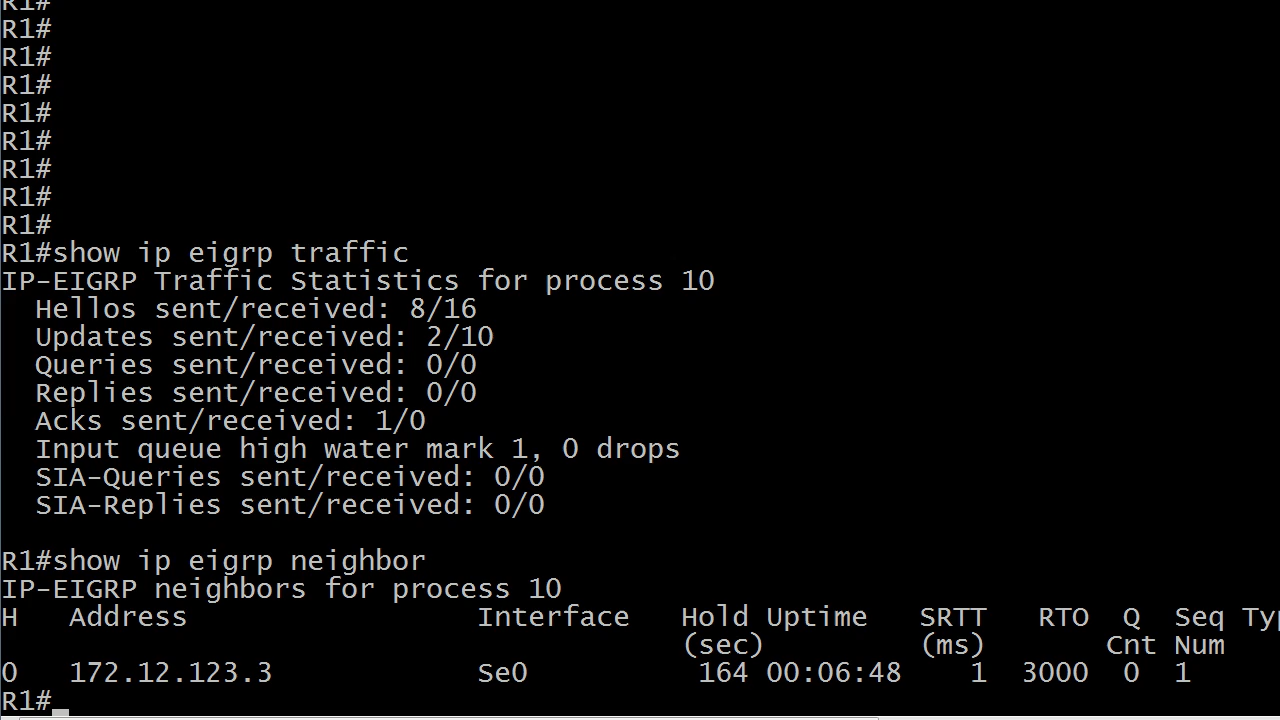 R1#
R1#
R1#
R1#
R1#
R1#
R1#
R1#
R1#
R1#show ip eigrp traffic
IP-EIGRP Traffic Statistics for process 10
  Hellos sent/received: 8/16
  Updates sent/received: 2/10
  Queries sent/received: 0/0
  Replies sent/received: 0/0
  Acks sent/received: 1/0
  Input queue high water mark 1, 0 drops
  SIA-Queries sent/received: 0/0
  SIA-Replies sent/received: 0/0

R1#show ip eigrp neighbor
IP-EIGRP neighbors for process 10
H   Address                 Interface   Hold Uptime   SRTT   RTO  Q  Seq Typ
                                        (sec)         (ms)       Cnt Num
0   172.12.123.3            Se0          164 00:06:48    1  3000  0  1
R1#